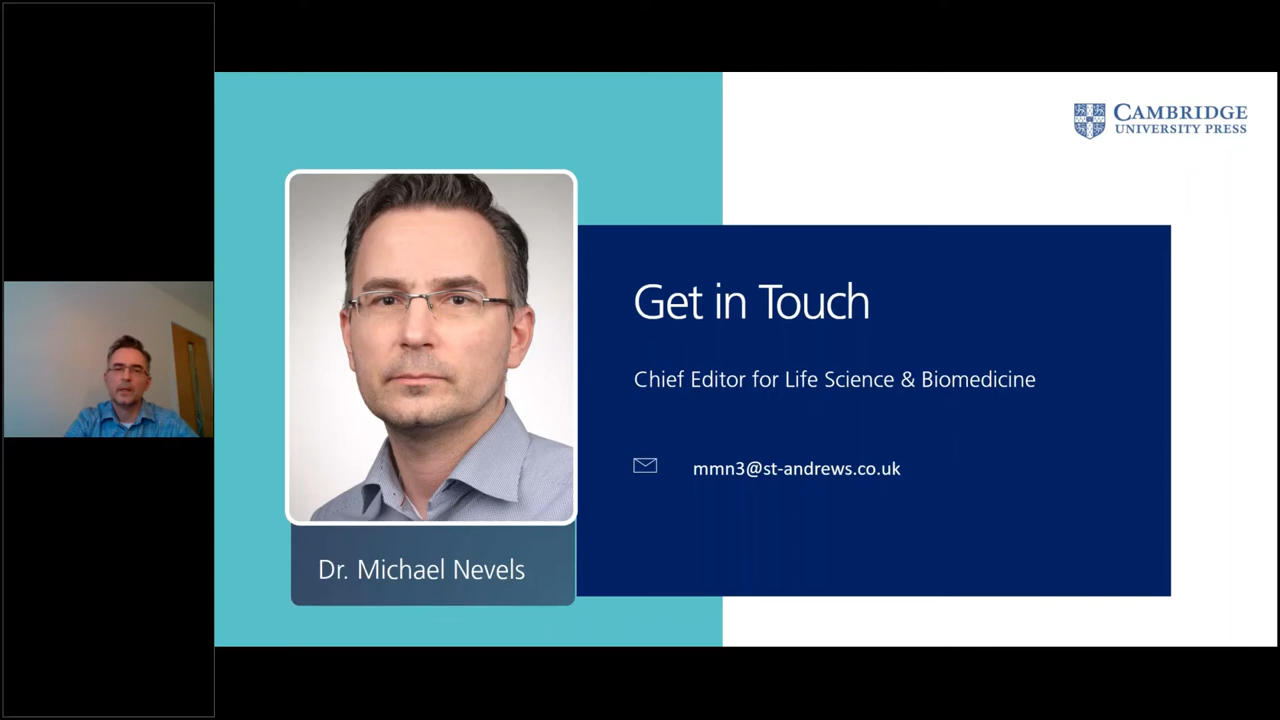 CAMBRIDGE
UNIVERSITY PRESS
Get in Touch
Chief Editor for Life Science & Biomedicine
mmn3@st-andrews.co.uk
Dr. Michael Nevels